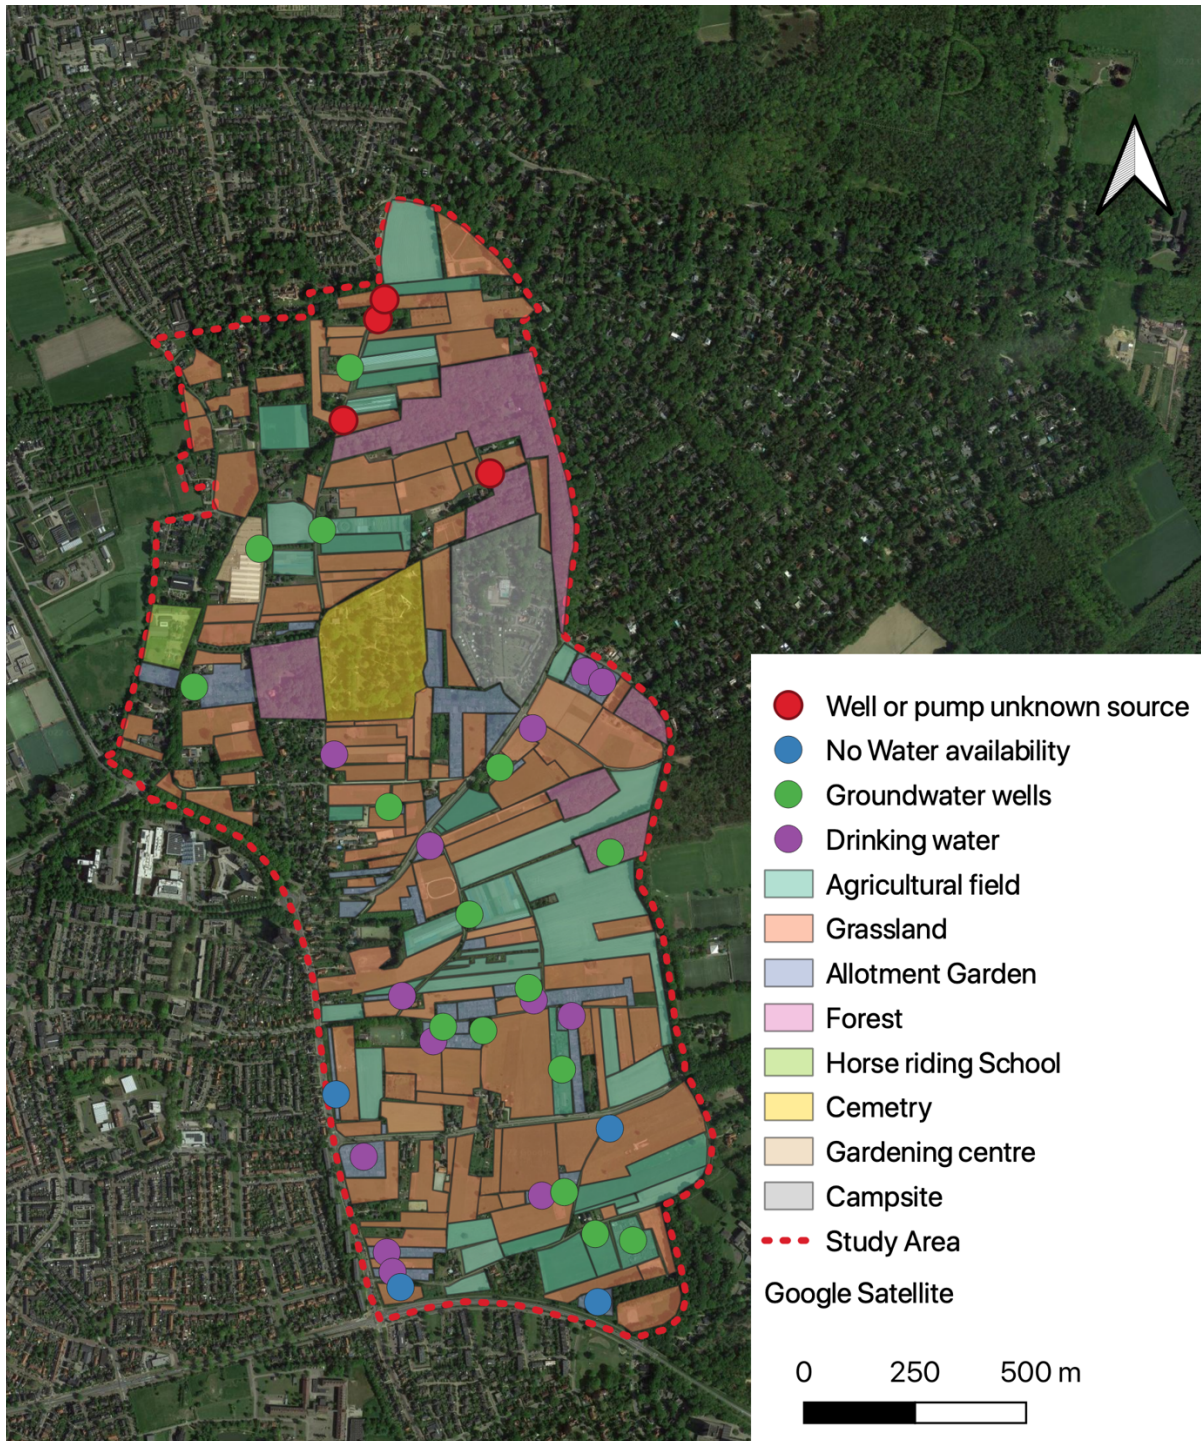 Well or pump unknown source
No Water availability
Groundwater wells
Drinking water
Agricultural field
Grassland
Allotment Garden
Forest
Horse riding School
Cemetry
Gardening centre
Campsite
Study Area
Google Satellite
0 250 500 m